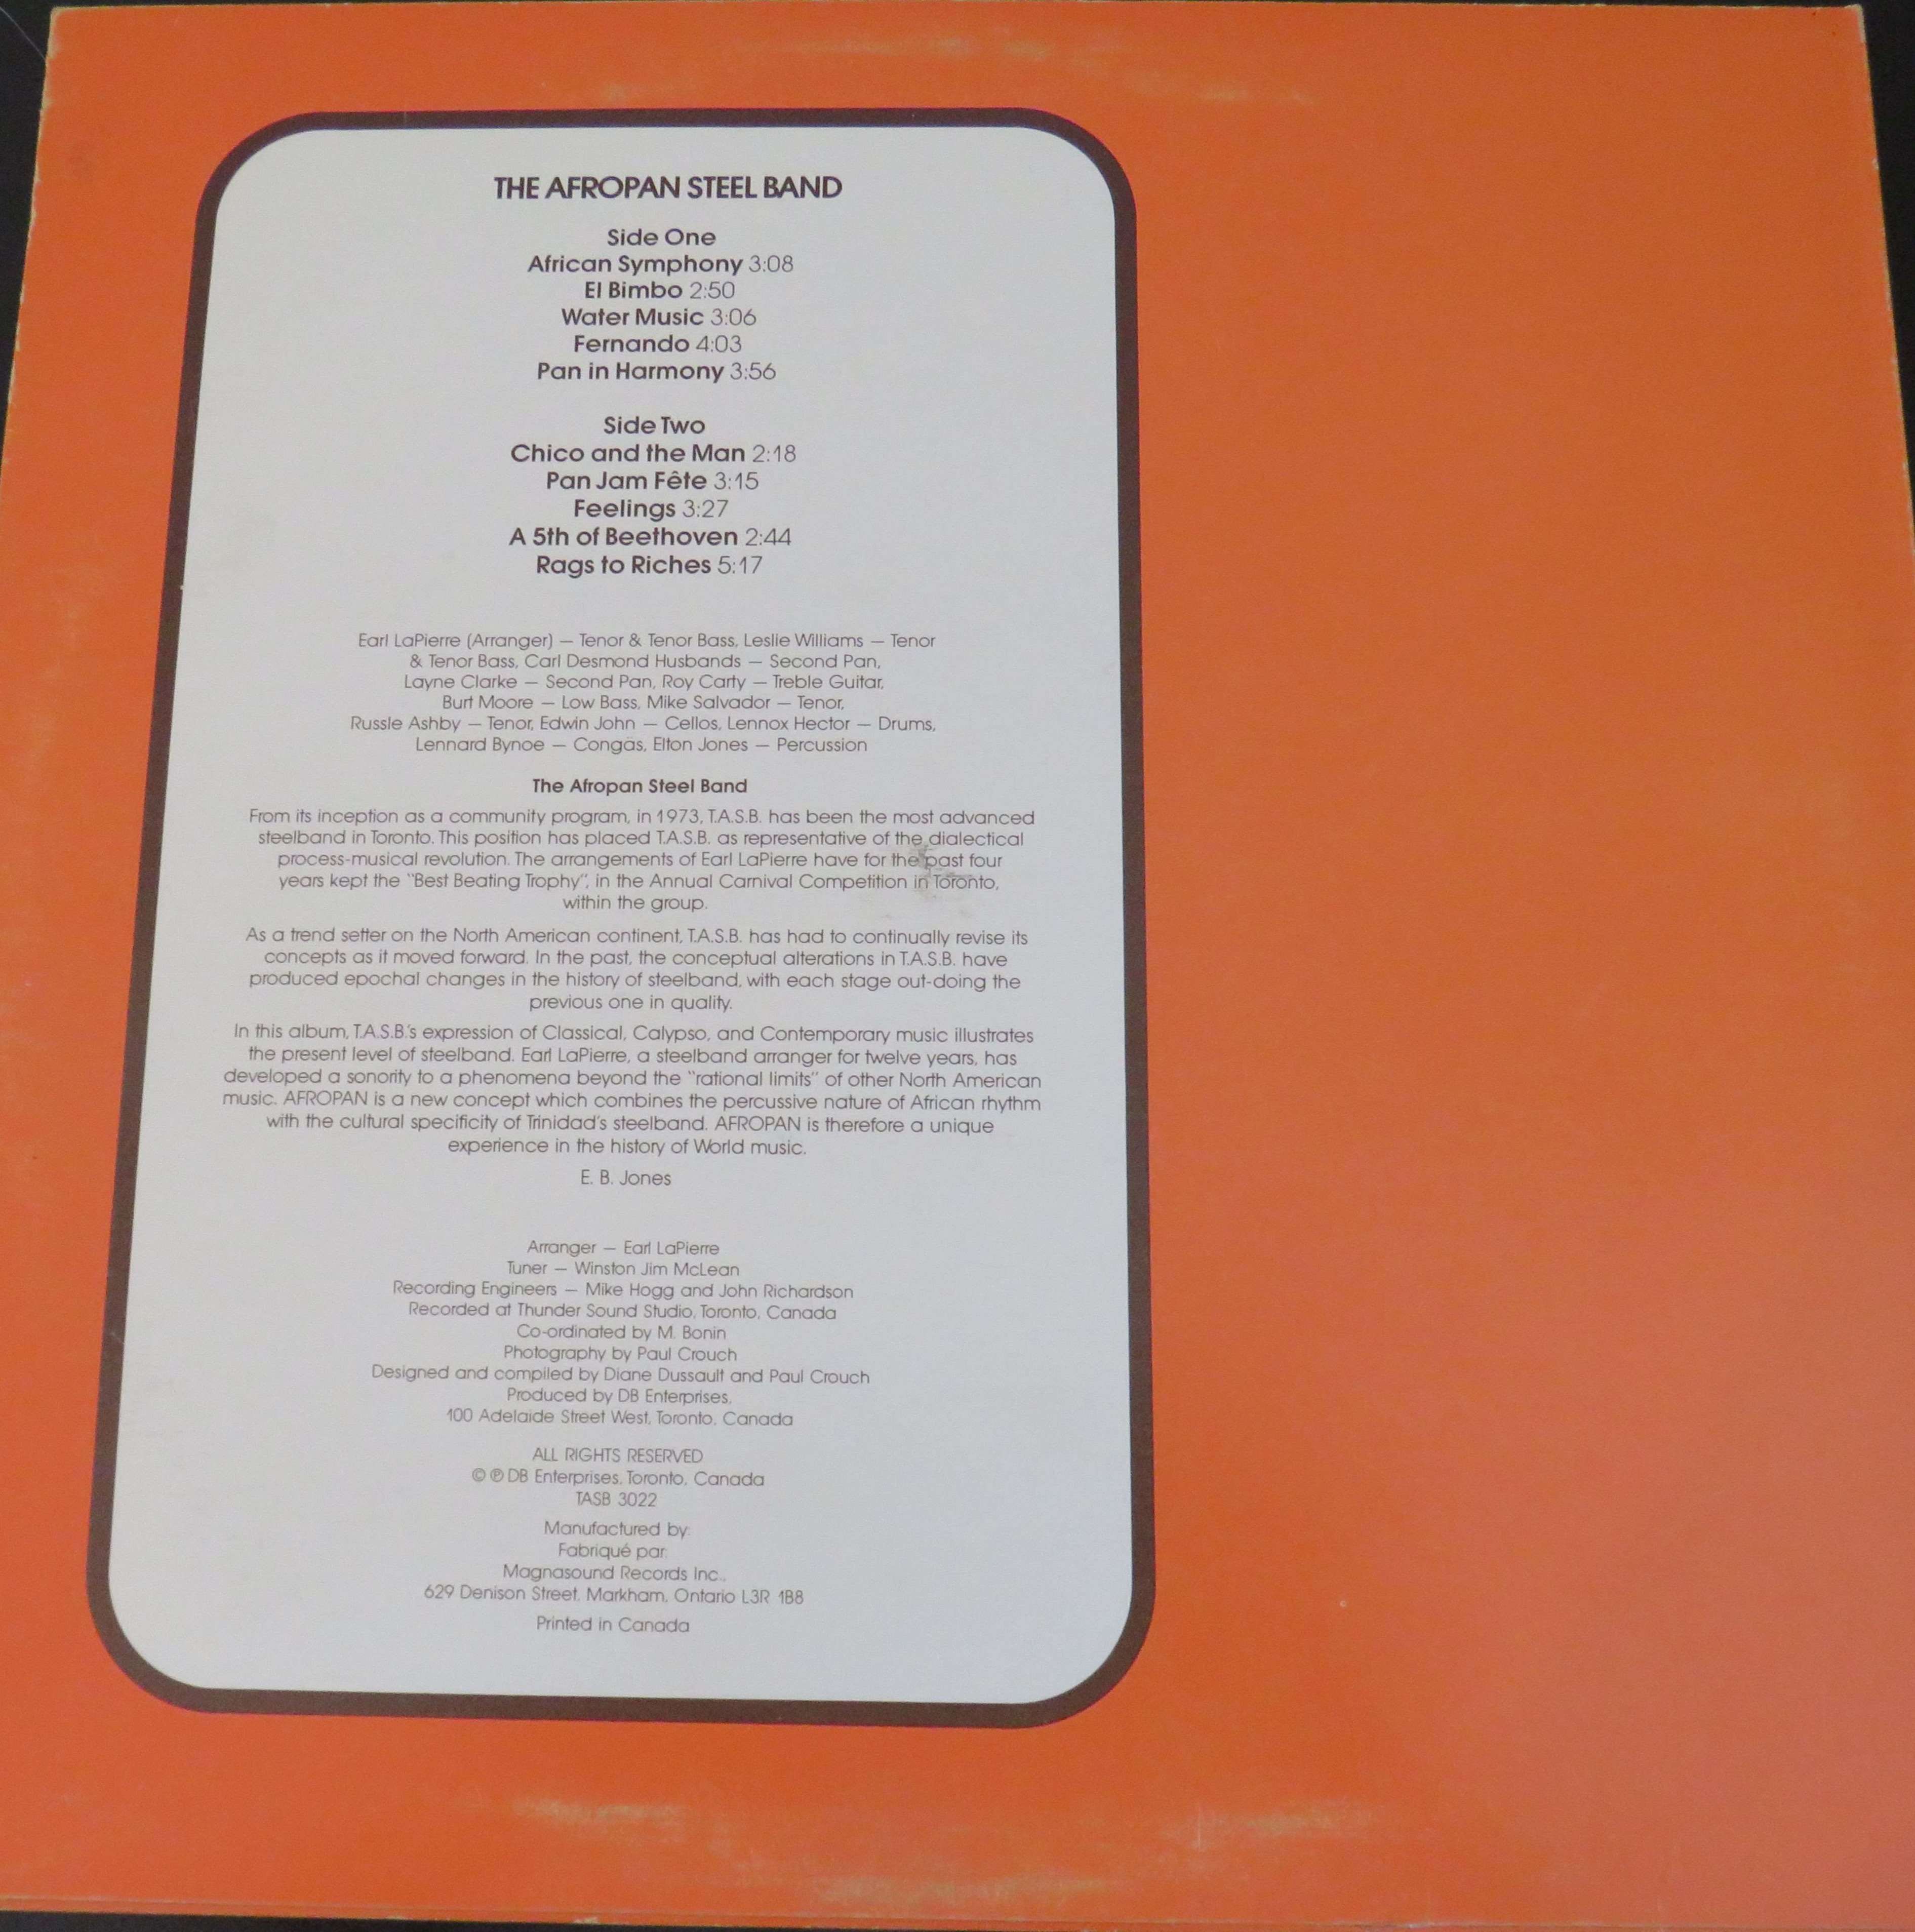 THE AFROPAN STEEL BAND
Side One
African Symphony 3:08
El Bimbo 2:50
Water Music 3:06
Fernando 4:03
Pan in Harmony 3:56
Side Two
Chico and the Man 2:18
Pan Jam Fête 3:15
Feelings 3:27
A 5th of Beethoven 2:44
Rags to Riches 5:17
Earl LaPierre (Arranger) — Tenor & Tenor Bass, Leslie Williams — Tenor
& Tenor Bass, Carl Desmond Husbands — Second Pan,
Layne Clarke — Second Pan, Roy Carty — Treble Guitar,
Burt Moore — Low Bass, Mike Salvador — Tenor,
Russle Ashby — Tenor, Edwin John — Cellos, Lennox Hector — Drums,
Lennard Bynoe — Congas, Elton Jones — Percussion
The Afropan Steel Band
From its inception as a community program, in 1973, T.A.S.B. has been the most advanced
steelband in Toronto. This position has placed T.A.S.B. as representative of the dialectical
process-musical revolution. The arrangements of Earl LaPierre have for the past four
years kept the "Best Beating Trophy", in the Annual Carnival Competition in Toronto,
within the group.
As a trend setter on the North American continent, T.A.S.B. has had to continually revise its
concepts as it moved forward. In the past, the conceptual alterations in T.A.S.B. have
produced epochal changes in the history of steelband, with each stage out-doing the
previous one in quality.
In this album, T.A.S.B.'s expression of Classical, Calypso, and Contemporary music illustrates
the present level of steelband. Earl LaPierre, a steelband arranger for twelve years, has
developed a sonority to a phenomena beyond the "rational limits" of other North American
music. AFROPAN is a new concept which combines the percussive nature of African rhythm
with the cultural specificity of Trinidad's steelband. AFROPAN is therefore a unique
experience in the history of World music.
E. B. Jones
Arranger — Earl LaPierre
Tuner — Winston Jim McLean
Recording Engineers — Mike Hogg and John Richardson
Recorded at Thunder Sound Studio, Toronto, Canada
Co-ordinated by M. Bonin
Photography by Paul Crouch
Designed and compiled by Diane Dussault and Paul Crouch
Produced by DB Enterprises,
100 Adelaide Street West, Toronto, Canada
ALL RIGHTS RESERVED
© ℗ DB Enterprises, Toronto, Canada
TASB 3022
Manufactured by:
Fabriqué par:
Magnasound Records Inc.,
629 Denison Street, Markham, Ontario L3R 1B8
Printed in Canada